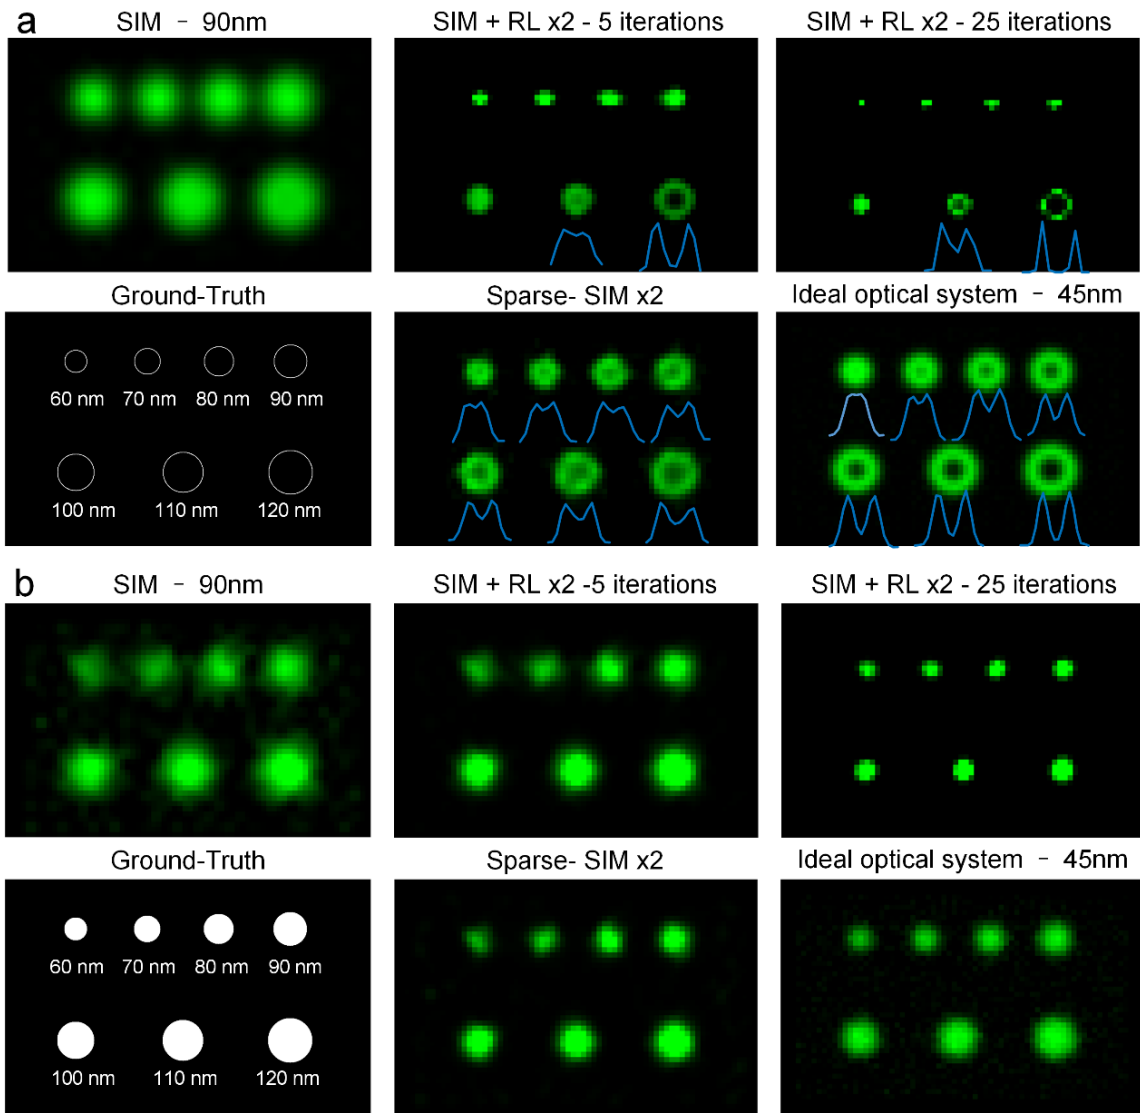 a
SIM - 90nm
SIM + RL x2 - 5 iterations
SIM + RL x2 - 25 iterations
Ground-Truth
Sparse- SIM x2
Ideal optical system - 45nm
60 nm 70 nm 80 nm 90 nm
100 nm 110 nm 120 nm
b
SIM - 90nm
SIM + RL x2 -5 iterations
SIM + RL x2 - 25 iterations
Ground-Truth
Sparse- SIM x2
Ideal optical system - 45nm
60 nm 70 nm 80 nm 90 nm
100 nm 110 nm 120 nm